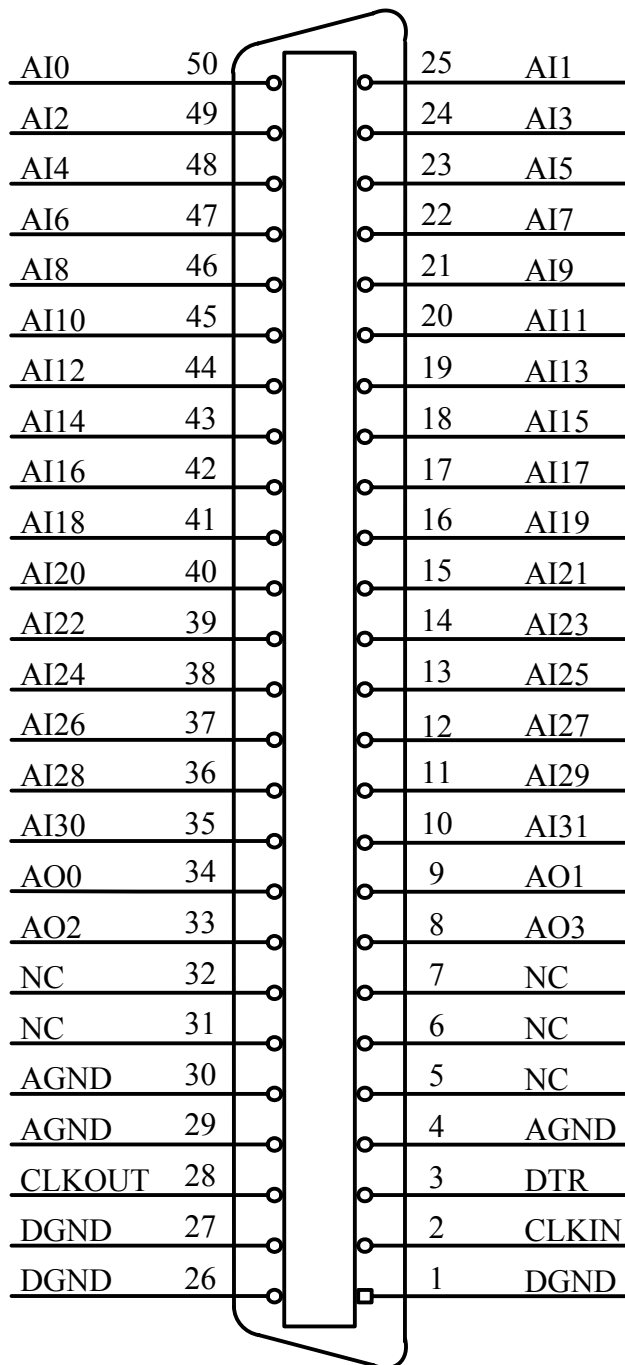 AI0 50 25 AI1
AI2 49 24 AI3
AI4 48 23 AI5
AI6 47 22 AI7
AI8 46 21 AI9
AI10 45 20 AI11
AI12 44 19 AI13
AI14 43 18 AI15
AI16 42 17 AI17
AI18 41 16 AI19
AI20 40 15 AI21
AI22 39 14 AI23
AI24 38 13 AI25
AI26 37 12 AI27
AI28 36 11 AI29
AI30 35 10 AI31
AO0 34 9 AO1
AO2 33 8 AO3
NC 32 7 NC
NC 31 6 NC
AGND 30 5 NC
AGND 29 4 AGND
CLKOUT 28 3 DTR
DGND 27 2 CLKIN
DGND 26 1 DGND